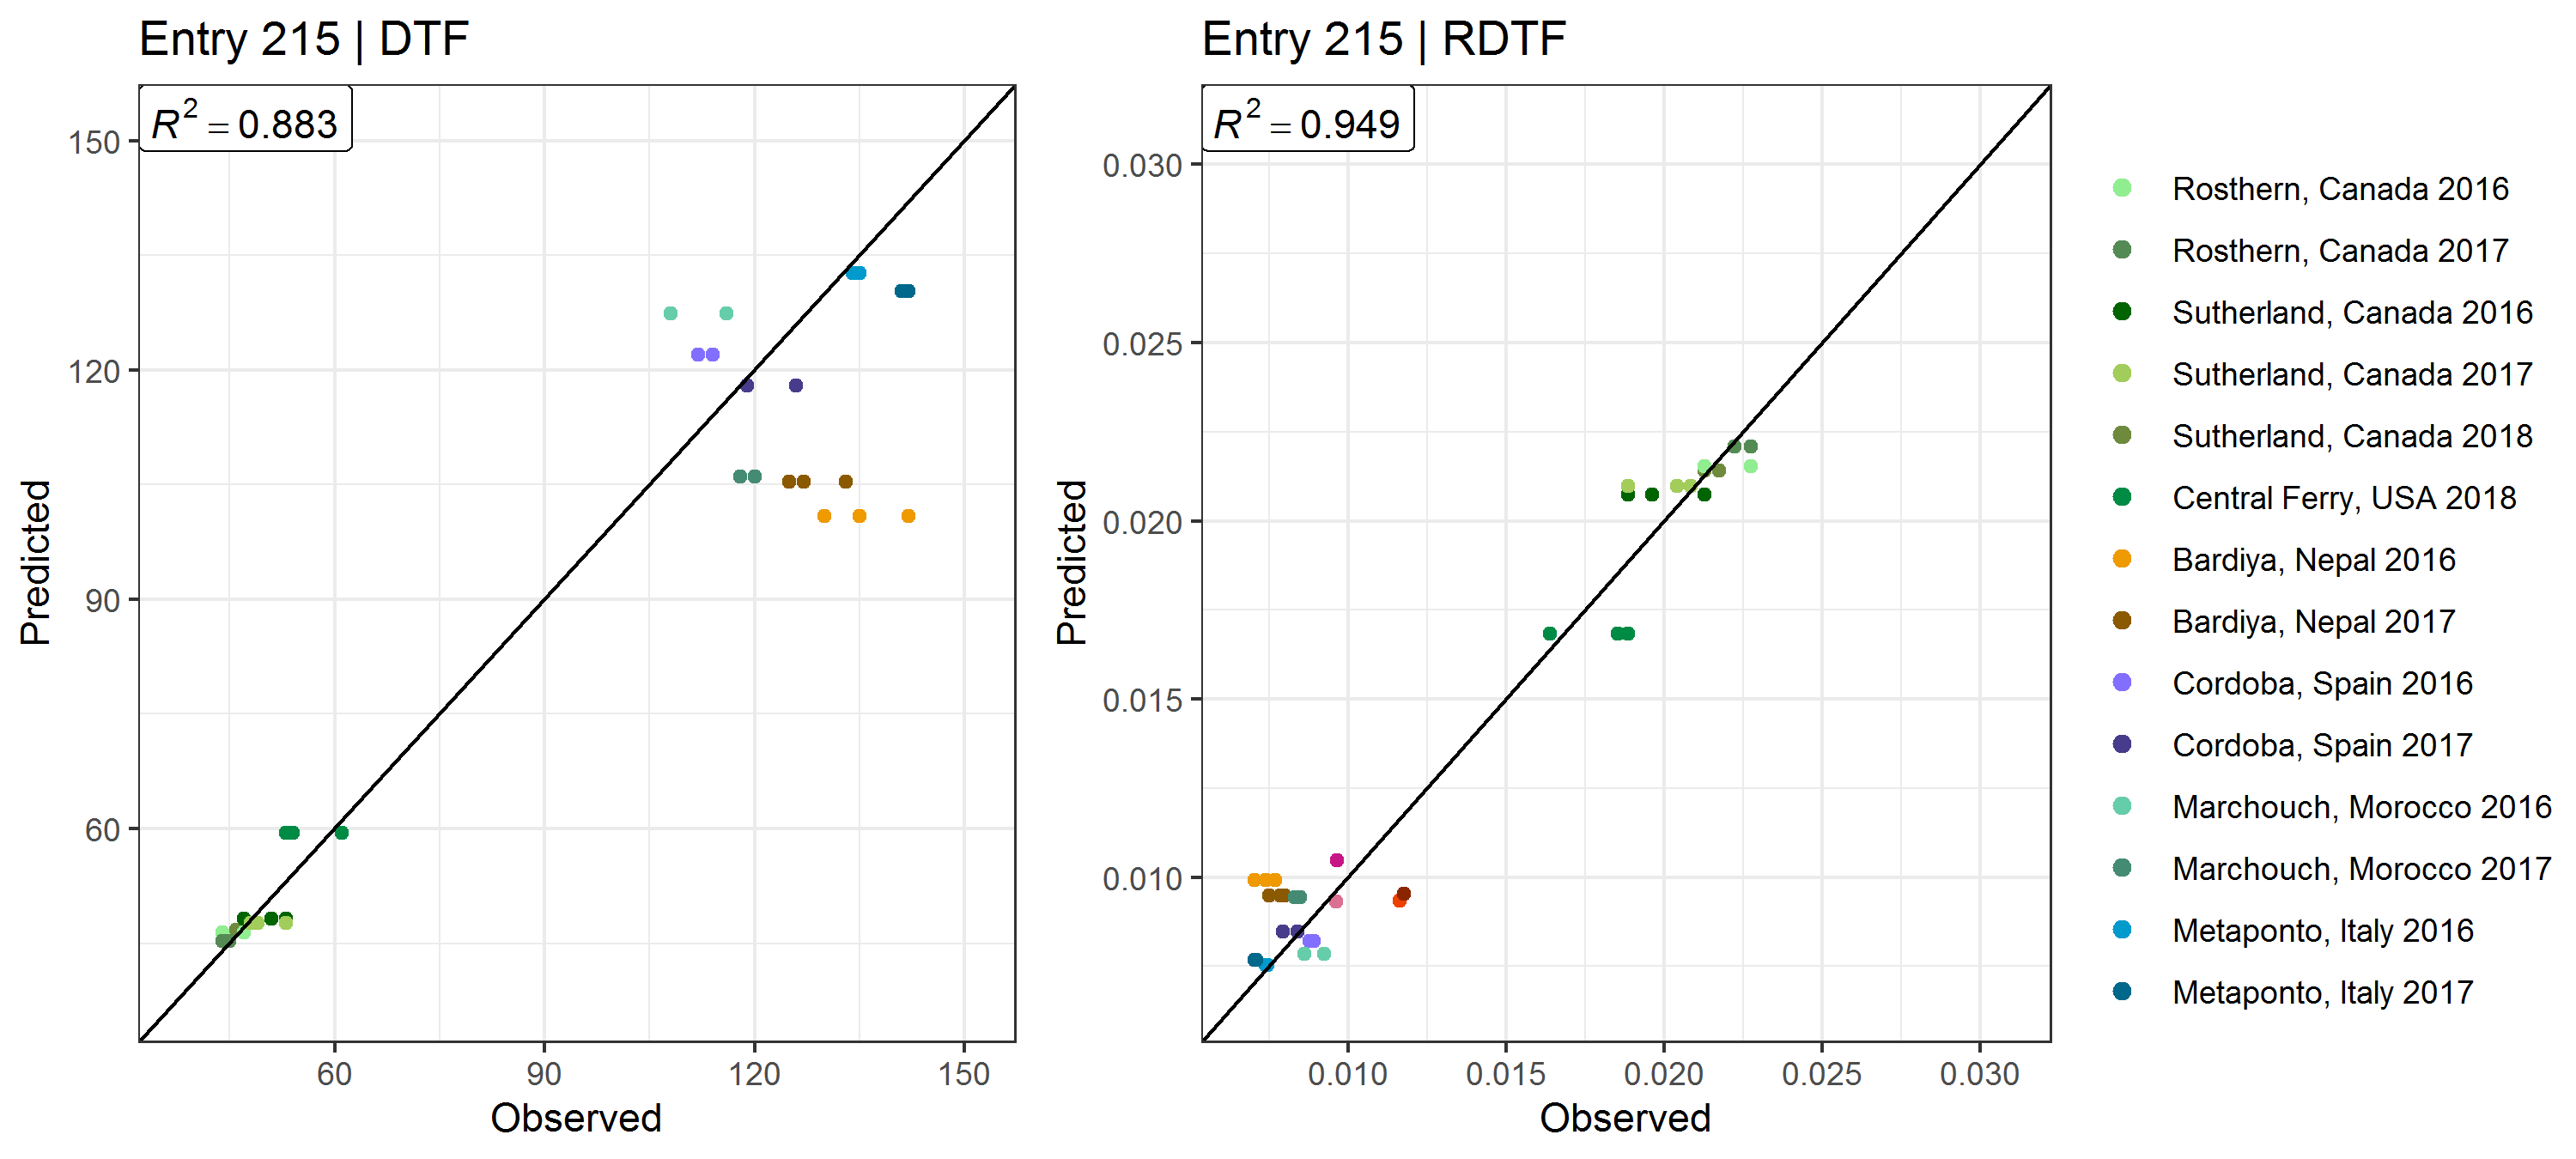 Entry 215 | DTF
R² = 0.883
150
120
90
60
Predicted
60 90 120 150
Observed
Entry 215 | RDTF
R² = 0.949
0.030
0.025
0.020
0.015
0.010
Predicted
0.010 0.015 0.020 0.025 0.030
Observed
Rosthern, Canada 2016
Rosthern, Canada 2017
Sutherland, Canada 2016
Sutherland, Canada 2017
Sutherland, Canada 2018
Central Ferry, USA 2018
Bardiya, Nepal 2016
Bardiya, Nepal 2017
Cordoba, Spain 2016
Cordoba, Spain 2017
Marchouch, Morocco 2016
Marchouch, Morocco 2017
Metaponto, Italy 2016
Metaponto, Italy 2017